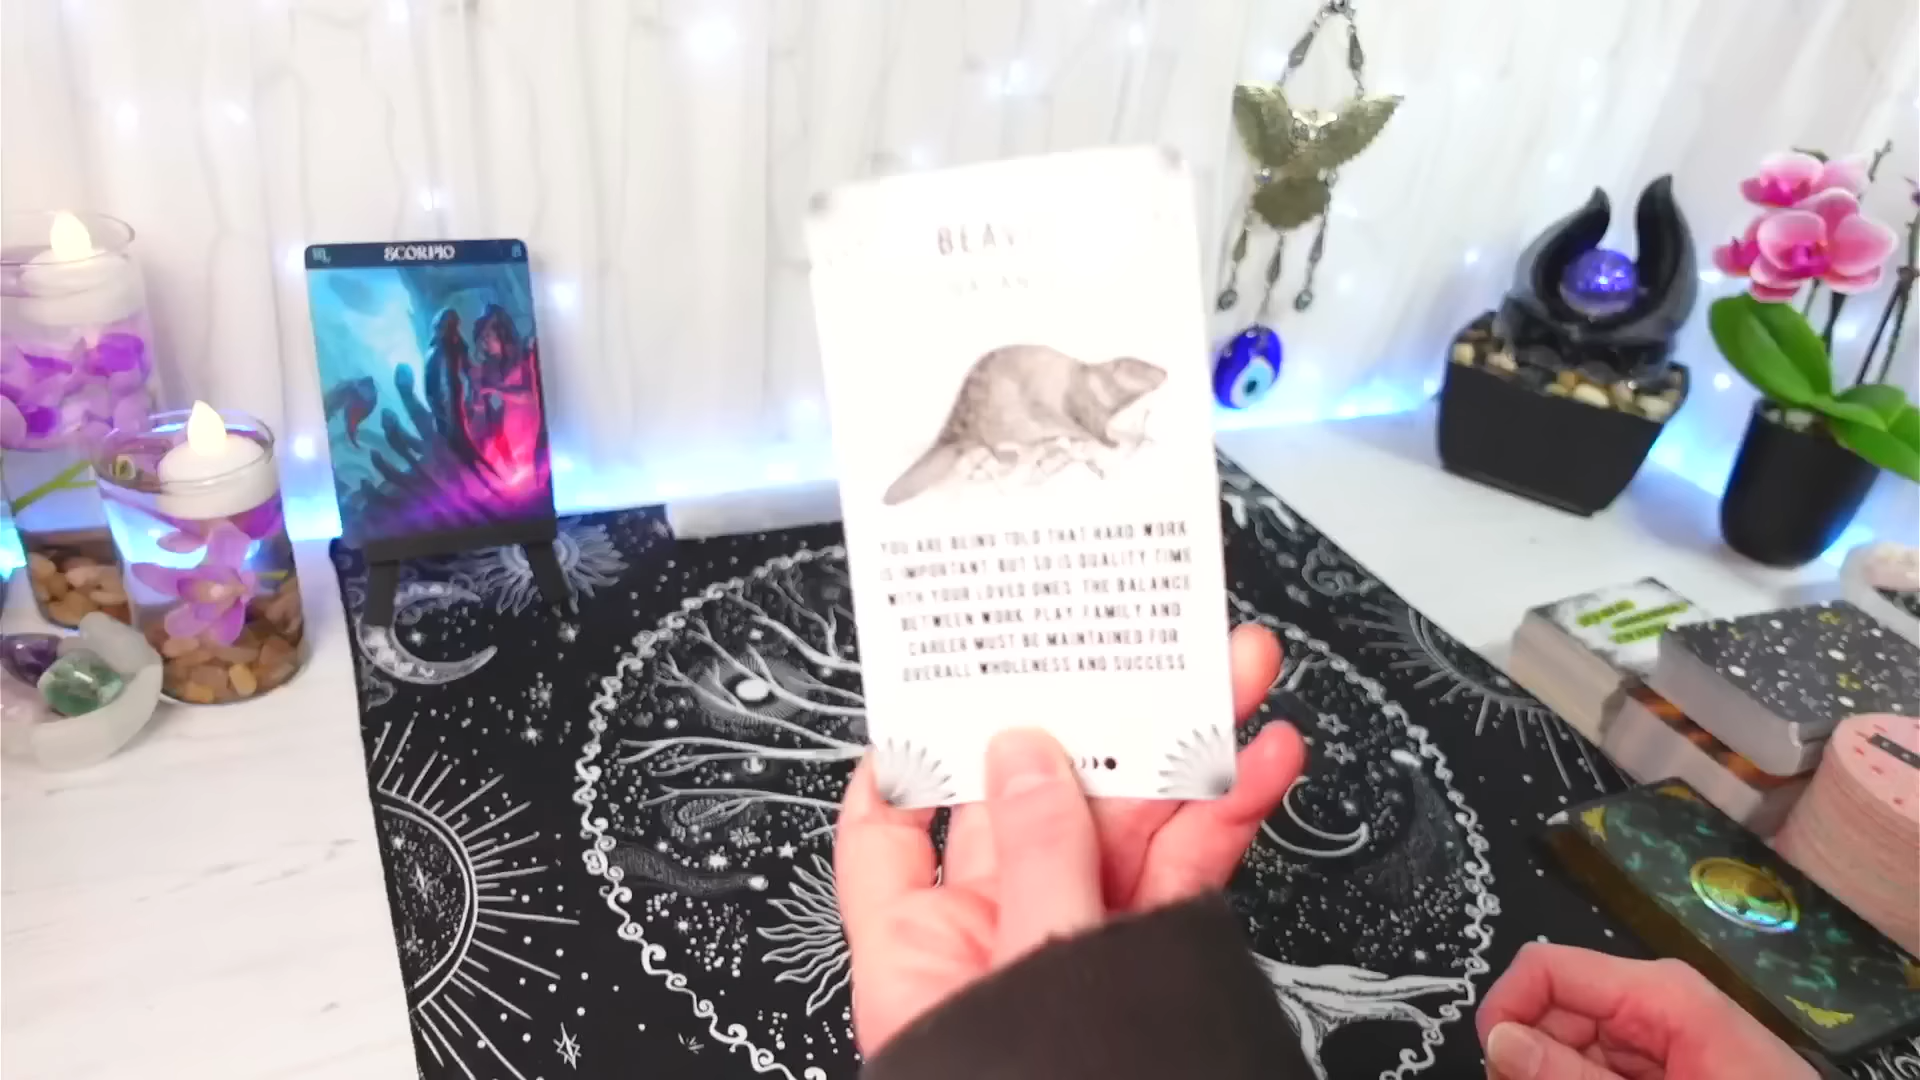 SCORPIO
BEAV
YOU ARE BEING TOLD THAT HARD WORK
IS IMPORTANT BUT SO IS QUALITY TIME
WITH YOUR LOVED ONES. THE BALANCE
BETWEEN WORK, PLAY, FAMILY AND
CAREER MUST BE MAINTAINED FOR
OVERALL WHOLENESS AND SUCCESS